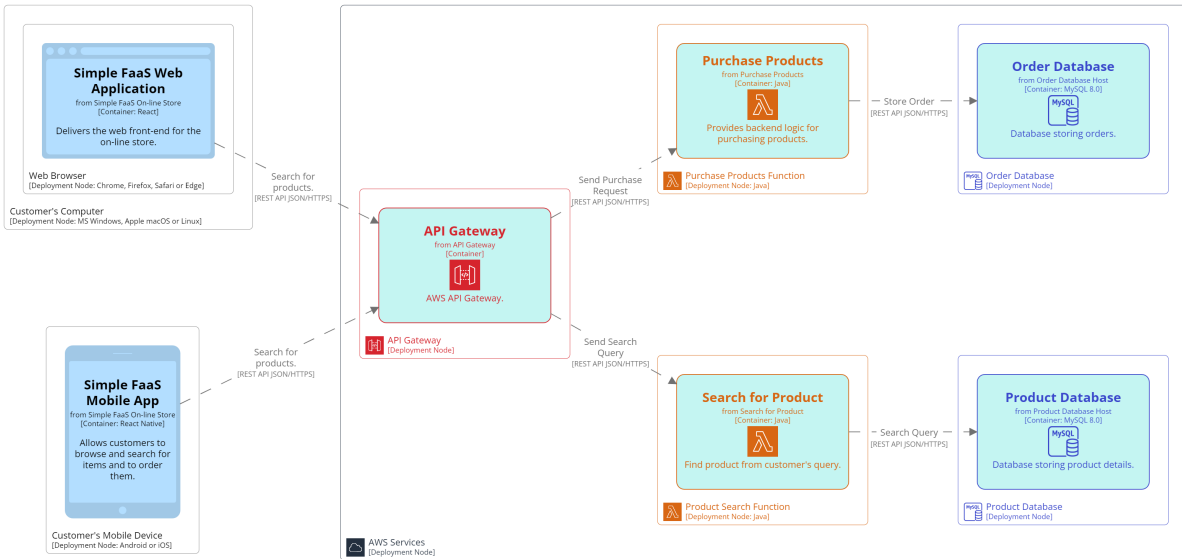 Simple FaaS Web
Application
from Simple FaaS On-line Store
[Container: React]
Delivers the web front-end for the
on-line store.
Web Browser
[Deployment Node: Chrome, Firefox, Safari or Edge]
Customer's Computer
[Deployment Node: MS Windows, Apple macOS or Linux]
Search for
products.
[REST API JSON/HTTPS]
Simple FaaS
Mobile App
from Simple FaaS On-line Store
[Container: React Native]
Allows customers to
browse and search for
items and to order
them.
Customer's Mobile Device
[Deployment Node: Android or iOS]
Search for
products.
[REST API JSON/HTTPS]
API Gateway
from API Gateway
[Container]
AWS API Gateway.
API Gateway
[Deployment Node]
Send Purchase
Request
[REST API JSON/HTTPS]
Purchase Products
from Purchase Products
[Container: Java]
Provides backend logic for
purchasing products.
Purchase Products Function
[Deployment Node: Java]
Store Order
[REST API JSON/HTTPS]
Order Database
from Order Database Host
[Container: MySQL 8.0]
MySQL
Database storing orders.
MySQL
Order Database
[Deployment Node]
Send Search
Query
[REST API JSON/HTTPS]
Search for Product
from Search for Product
[Container: Java]
Find product from customer's query.
Product Search Function
[Deployment Node: Java]
Search Query
[REST API JSON/HTTPS]
Product Database
from Product Database Host
[Container: MySQL 8.0]
MySQL
Database storing product details.
MySQL
Product Database
[Deployment Node]
AWS Services
[Deployment Node]